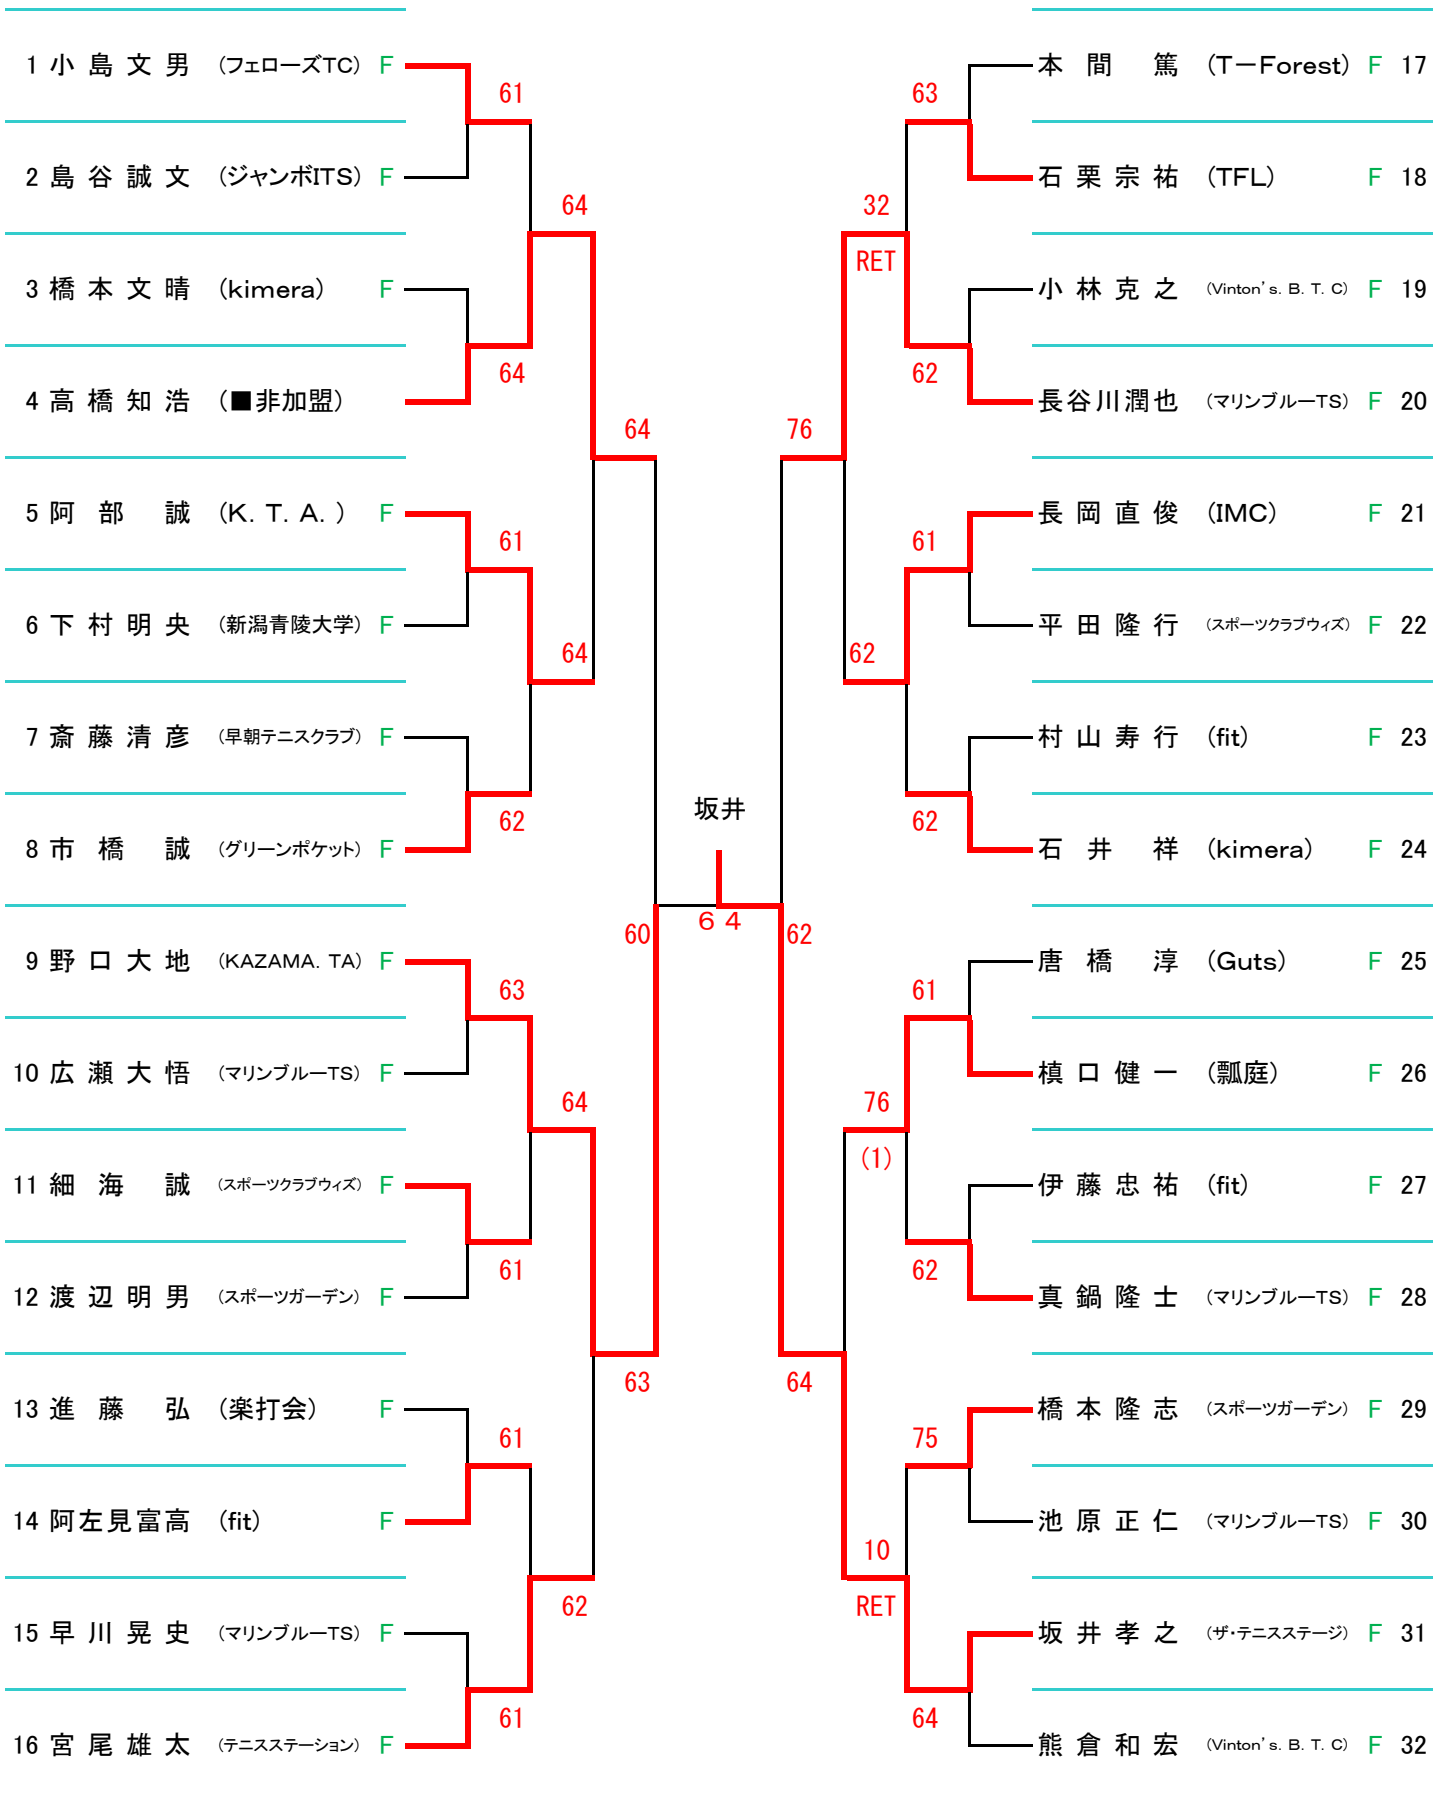 1 小島文男 (フェローズTC) F
61
2 島谷誠文 (ジャンボITS) F
64
3 橋本文晴 (kimera) F
64
4 高橋知浩 (■非加盟)
64
5 阿部 誠 (K. T. A. ) F
61
6 下村明央 (新潟青陵大学) F
64
7 斎藤清彦 (早朝テニスクラブ) F
62
8 市橋 誠 (グリーンポケット) F
60
9 野口大地 (KAZAMA. TA) F
63
10 広瀬大悟 (マリンブルーTS) F
64
11 細海 誠 (スポーツクラブウィズ) F
61
12 渡辺明男 (スポーツガーデン) F
63
13 進藤 弘 (楽打会) F
61
14 阿左見富高 (fit) F
62
15 早川晃史 (マリンブルーTS) F
61
16 宮尾雄太 (テニスステーション) F
坂井
64
本間 篤 (T-Forest) F 17
63
石栗宗祐 (TFL) F 18
32
RET
小林克之 (Vinton's. B. T. C) F 19
62
長谷川潤也 (マリンブルーTS) F 20
76
長岡直俊 (IMC) F 21
61
平田隆行 (スポーツクラブウィズ) F 22
62
村山寿行 (fit) F 23
62
石井 祥 (kimera) F 24
62
唐橋 淳 (Guts) F 25
61
槙口健一 (瓢庭) F 26
76
(1)
伊藤忠祐 (fit) F 27
62
真鍋隆士 (マリンブルーTS) F 28
64
橋本隆志 (スポーツガーデン) F 29
75
池原正仁 (マリンブルーTS) F 30
10
RET
坂井孝之 (ザ・テニスステージ) F 31
64
熊倉和宏 (Vinton's. B. T. C) F 32